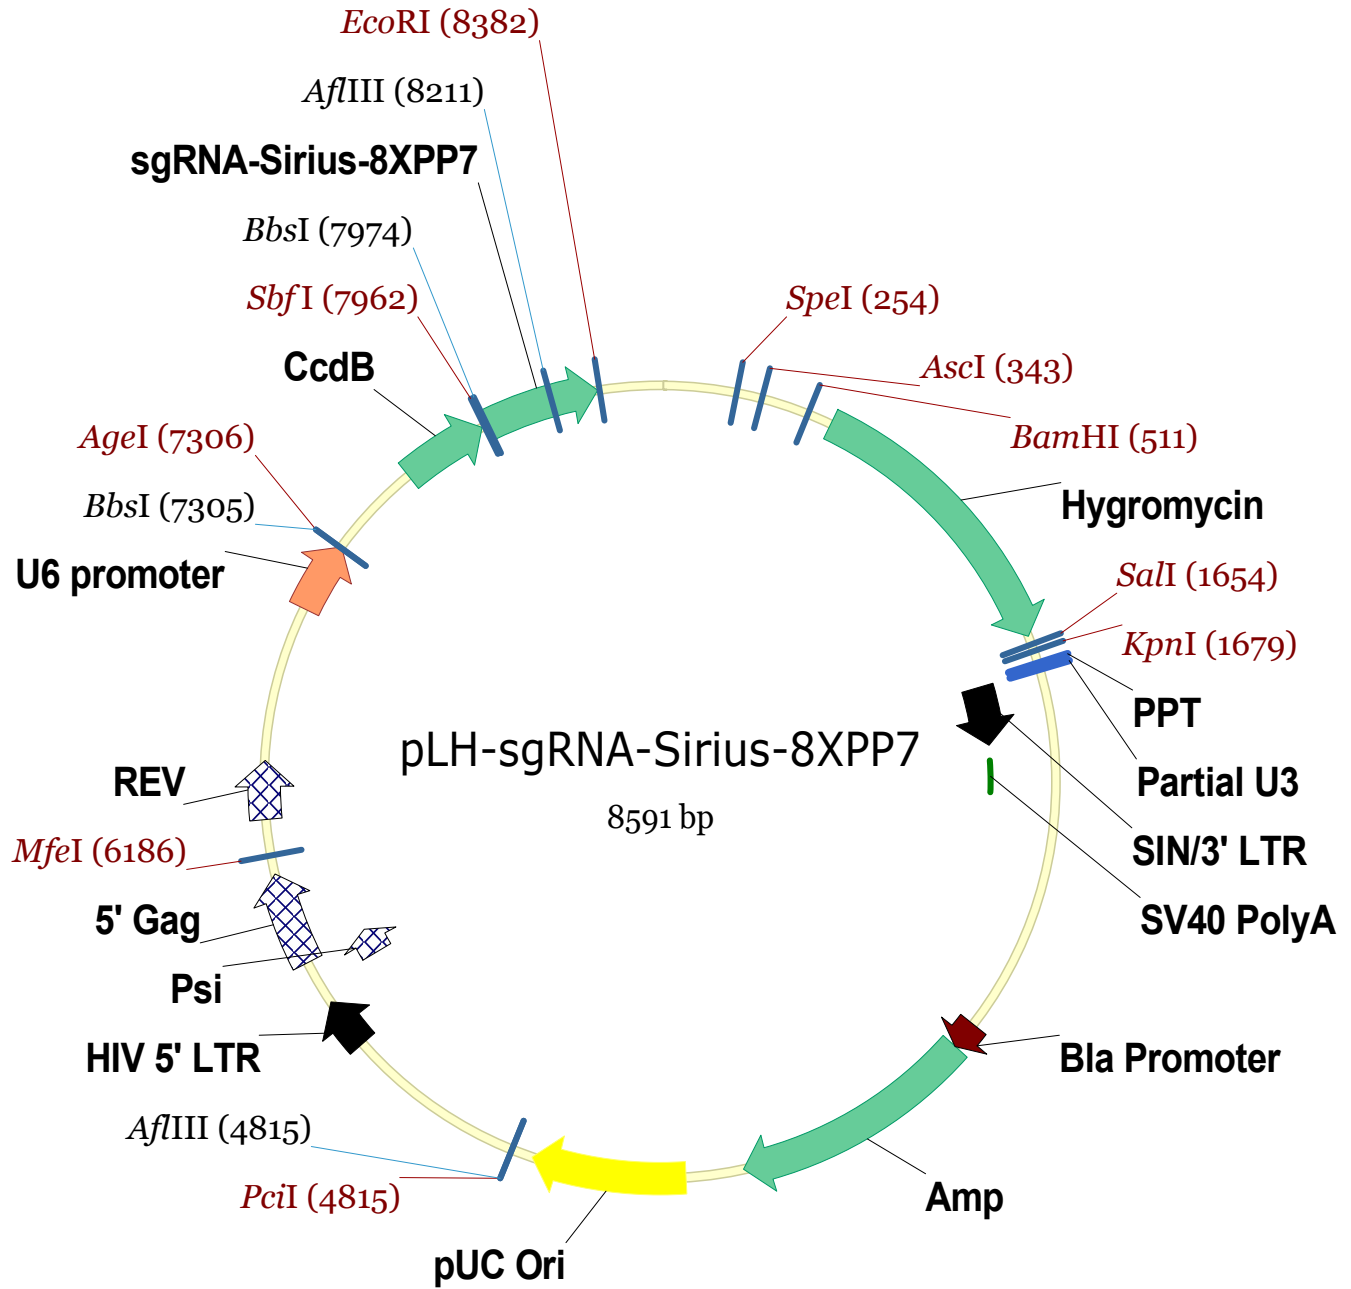 EcoRI (8382)
AflIII (8211)
sgRNA-Sirius-8XPP7
BbsI (7974)
SbfI (7962)
CcdB
AgeI (7306)
BbsI (7305)
U6 promoter
REV
MfeI (6186)
5' Gag
Psi
HIV 5' LTR
AflIII (4815)
PciI (4815)
pUC Ori
SpeI (254)
AscI (343)
BamHI (511)
Hygromycin
SalI (1654)
KpnI (1679)
PPT
Partial U3
SIN/3' LTR
SV40 PolyA
Bla Promoter
Amp
pLH-sgRNA-Sirius-8XPP7
8591 bp